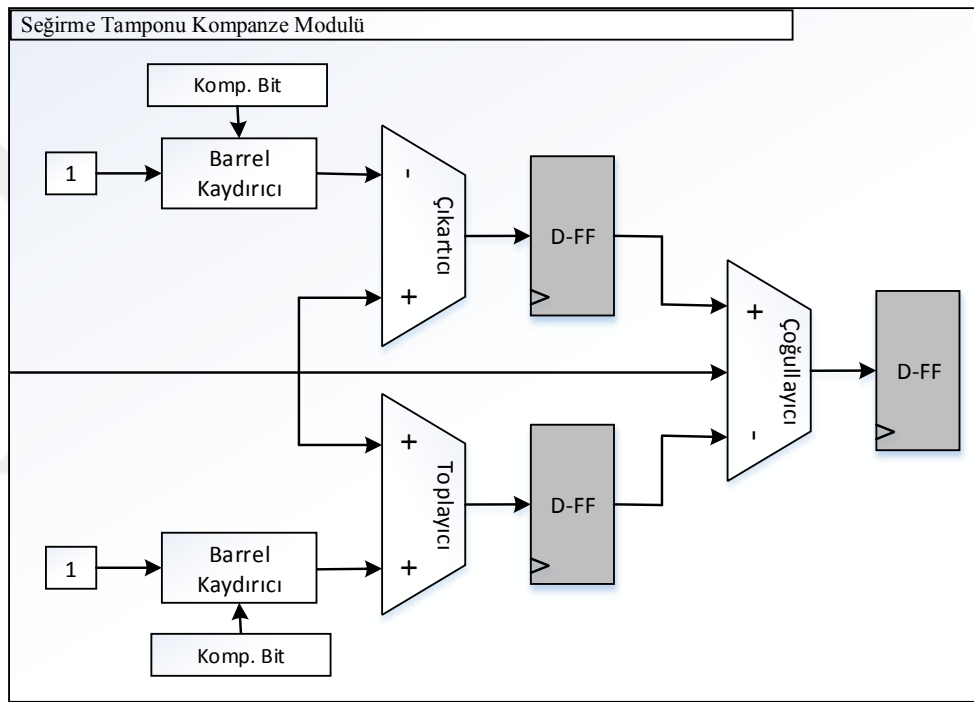 Seğirme Tamponu Kompanze Modülü
Komp. Bit
1
Barrel
Kaydırıcı
-
+
Çıkartıcı
D-FF
+
-
Çoğullayıcı
D-FF
+
+
Toplayıcı
D-FF
1
Barrel
Kaydırıcı
Komp. Bit